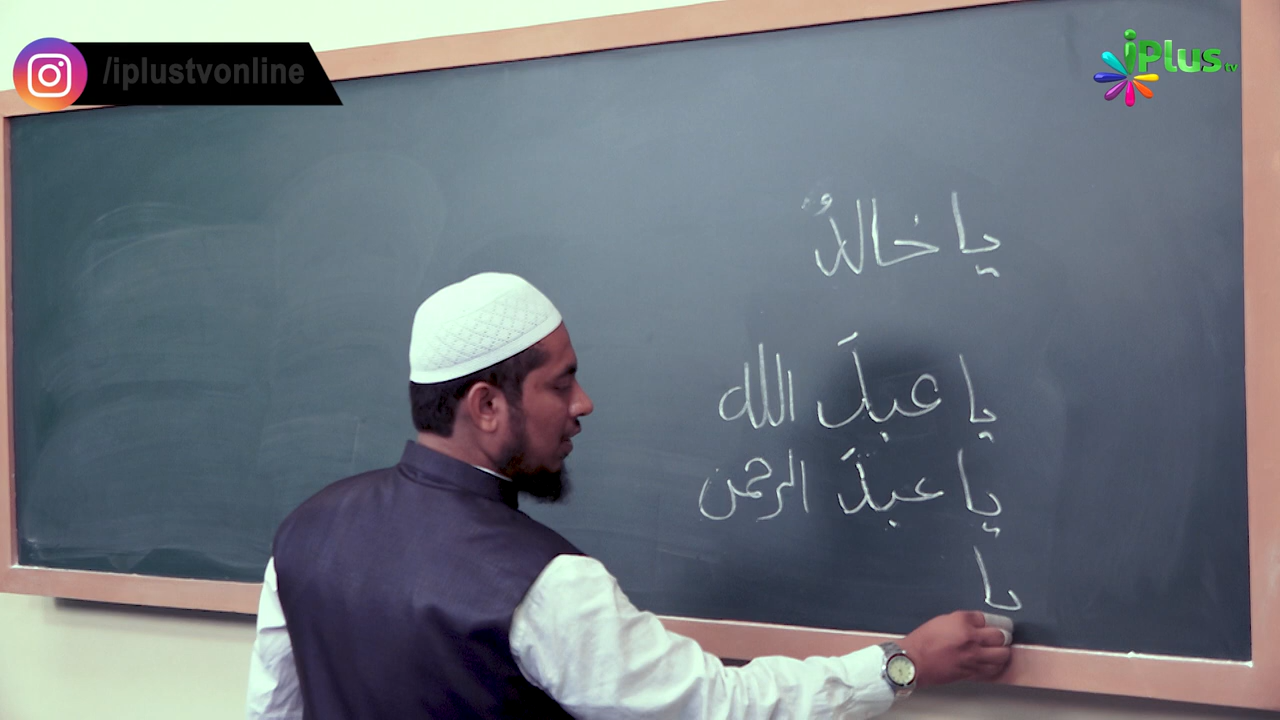 /iplustvonline
iPlus tv
يا خالدُ
يا عبدَ الله
يا عبدَ الرحمن
يا